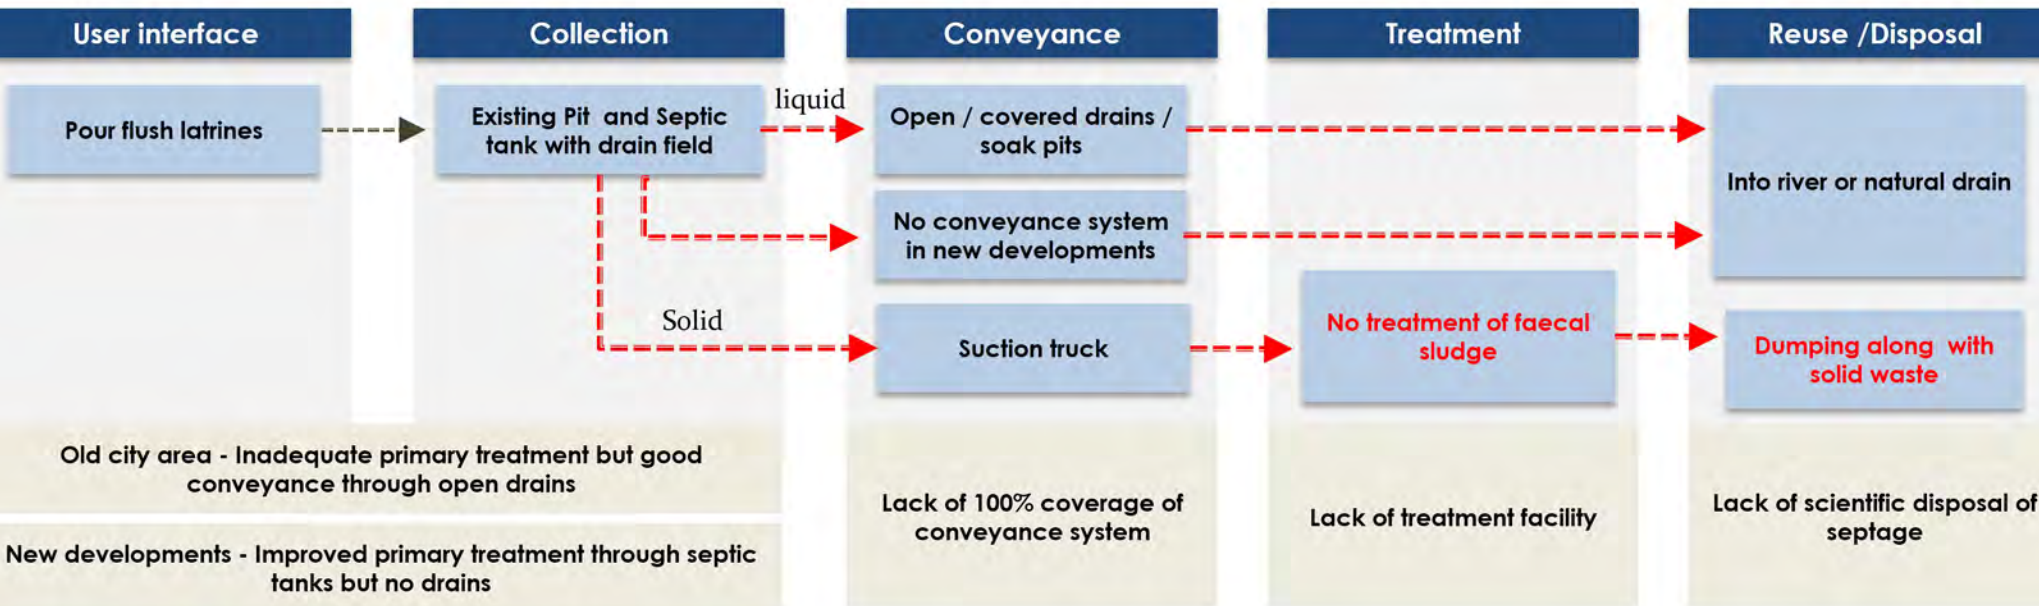 User interface
Collection
Conveyance
Treatment
Reuse /Disposal
Pour flush latrines
Existing Pit and Septic
tank with drain field
liquid
Open / covered drains /
soak pits
Into river or natural drain
No conveyance system
in new developments
Solid
Suction truck
No treatment of faecal
sludge
Dumping along with
solid waste
Old city area - Inadequate primary treatment but good
conveyance through open drains
New developments - Improved primary treatment through septic
tanks but no drains
Lack of 100% coverage of
conveyance system
Lack of treatment facility
Lack of scientific disposal of
septage